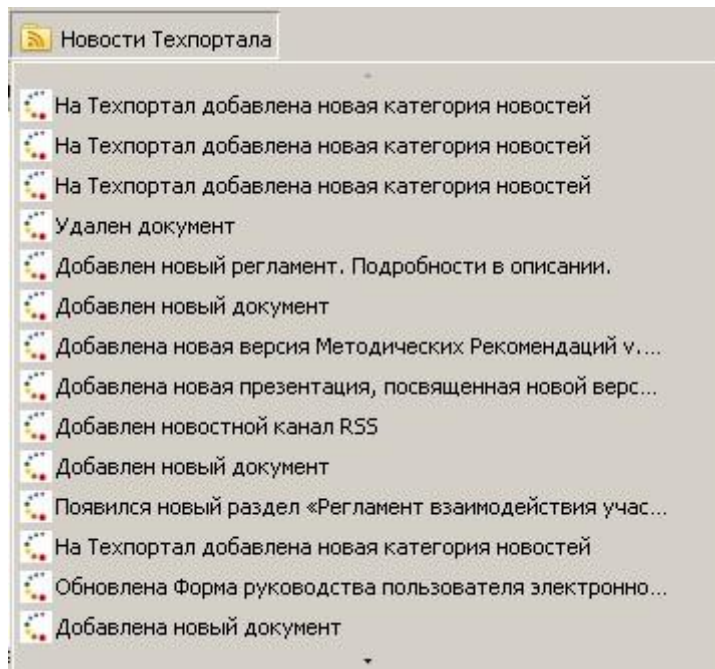 Новости Техпортала
На Техпортал добавлена новая категория новостей
На Техпортал добавлена новая категория новостей
На Техпортал добавлена новая категория новостей
Удален документ
Добавлен новый регламент. Подробности в описании.
Добавлен новый документ
Добавлена новая версия Методических Рекомендаций v....
Добавлена новая презентация, посвященная новой верс...
Добавлен новостной канал RSS
Добавлен новый документ
Появился новый раздел «Регламент взаимодействия учас...
На Техпортал добавлена новая категория новостей
Обновлена Форма руководства пользователя электронно...
Добавлена новый документ